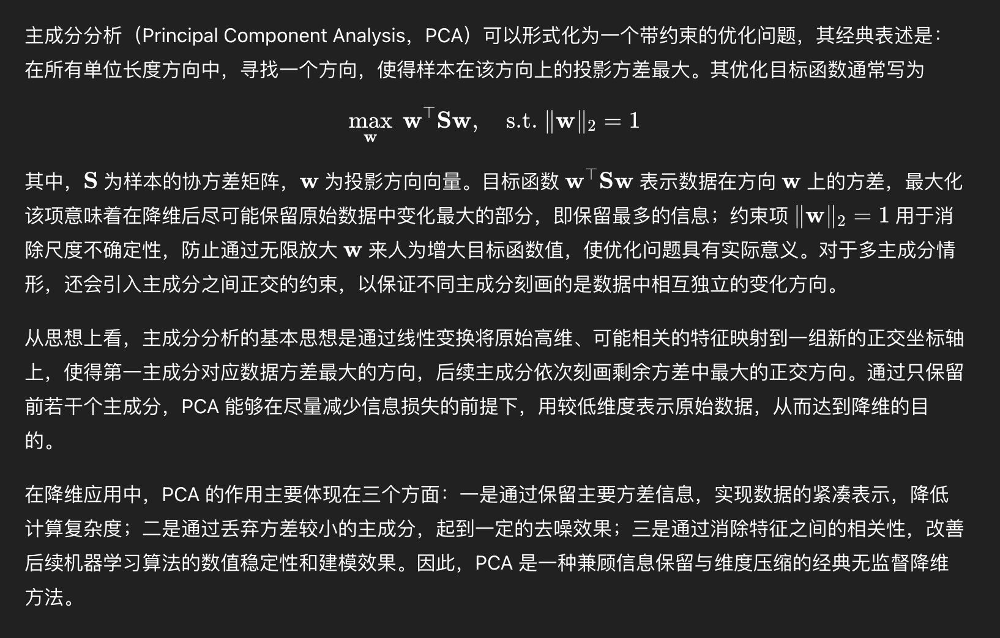 主成分分析（Principal Component Analysis，PCA）可以形式化为一个带约束的优化问题，其经典表述是：
在所有单位长度方向中，寻找一个方向，使得样本在该方向上的投影方差最大。其优化目标函数通常写为
max_w w^⊤Sw,  s.t. ‖w‖₂ = 1
其中，S 为样本的协方差矩阵，w 为投影方向向量。目标函数 w^⊤Sw 表示数据在方向 w 上的方差，最大化
该项意味着在降维后尽可能保留原始数据中变化最大的部分，即保留最多的信息；约束项 ‖w‖₂ = 1 用于消
除尺度不确定性，防止通过无限放大 w 来人为增大目标函数值，使优化问题具有实际意义。对于多主成分情
形，还会引入主成分之间正交的约束，以保证不同主成分刻画的是数据中相互独立的变化方向。
从思想上看，主成分分析的基本思想是通过线性变换将原始高维、可能相关的特征映射到一组新的正交坐标轴
上，使得第一主成分对应数据方差最大的方向，后续主成分依次刻画剩余方差中最大的正交方向。通过只保留
前若干个主成分，PCA 能够在尽量减少信息损失的前提下，用较低维度表示原始数据，从而达到降维的目
的。
在降维应用中，PCA 的作用主要体现在三个方面：一是通过保留主要方差信息，实现数据的紧凑表示，降低
计算复杂度；二是通过丢弃方差较小的主成分，起到一定的去噪效果；三是通过消除特征之间的相关性，改善
后续机器学习算法的数值稳定性和建模效果。因此，PCA 是一种兼顾信息保留与维度压缩的经典无监督降维
方法。